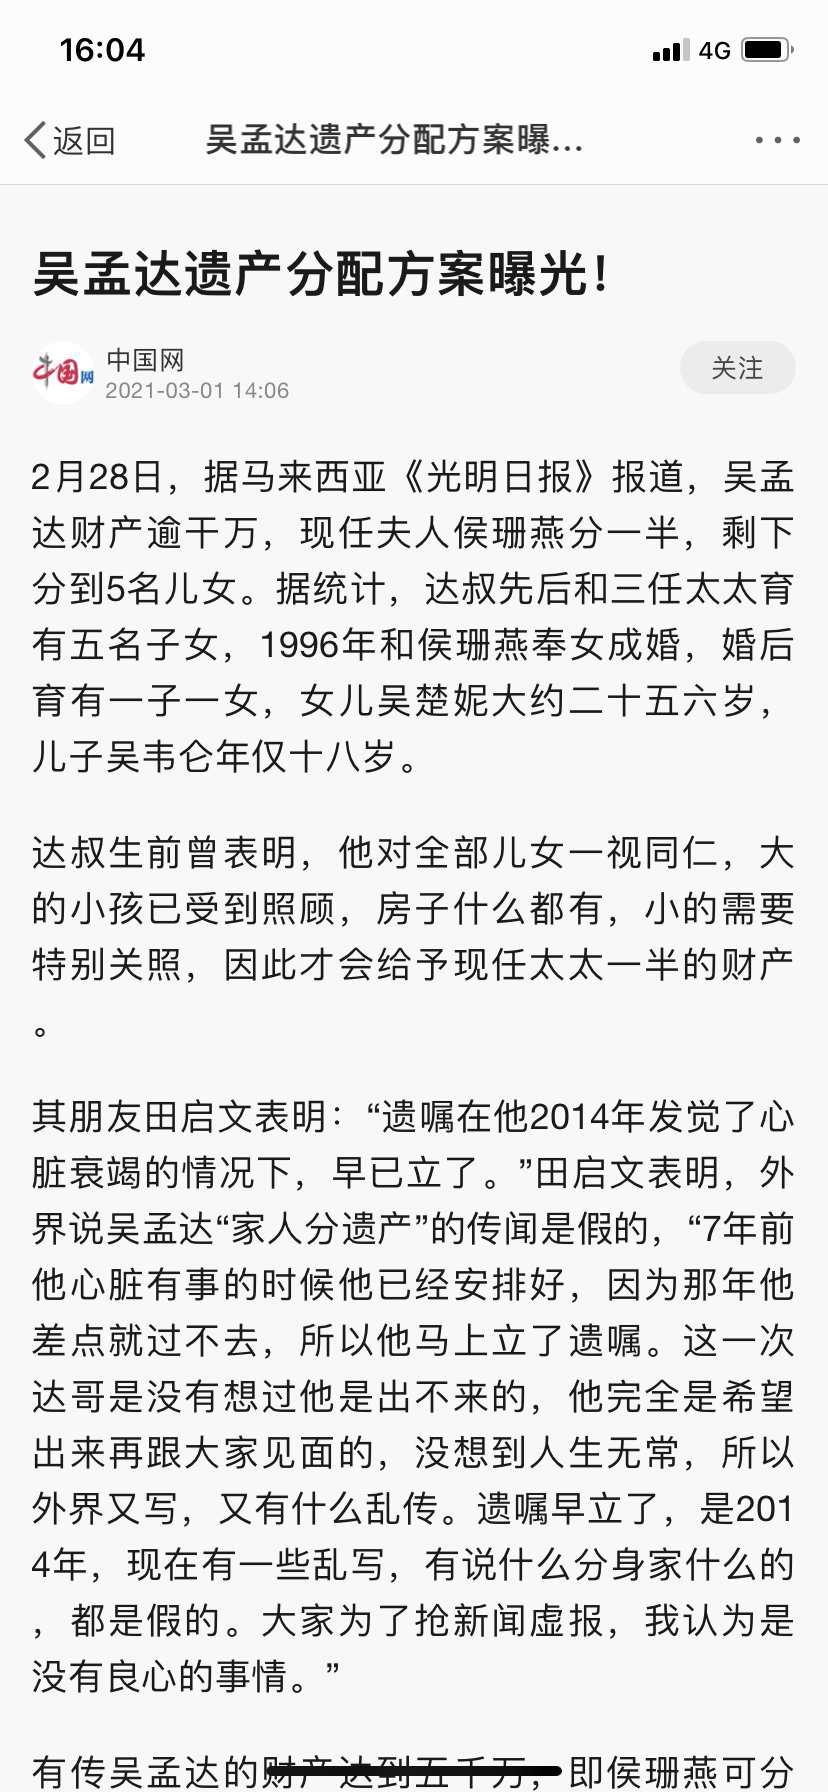 16:04
4G
返回
吴孟达遗产分配方案曝...
吴孟达遗产分配方案曝光！
中国网
中国网
2021-03-01 14:06
关注
2月28日，据马来西亚《光明日报》报道，吴孟
达财产逾千万，现任夫人侯珊燕分一半，剩下
分到5名儿女。据统计，达叔先后和三任太太育
有五名子女，1996年和侯珊燕奉女成婚，婚后
育有一子一女，女儿吴楚妮大约二十五六岁，
儿子吴韦仑年仅十八岁。
达叔生前曾表明，他对全部儿女一视同仁，大
的小孩已受到照顾，房子什么都有，小的需要
特别关照，因此才会给予现任太太一半的财产
。
其朋友田启文表明：“遗嘱在他2014年发觉了心
脏衰竭的情况下，早已立了。”田启文表明，外
界说吴孟达“家人分遗产”的传闻是假的，“7年前
他心脏有事的时候他已经安排好，因为那年他
差点就过不去，所以他马上立了遗嘱。这一次
达哥是没有想过他是出不来的，他完全是希望
出来再跟大家见面的，没想到人生无常，所以
外界又写，又有什么乱传。遗嘱早立了，是201
4年，现在有一些乱写，有说什么分身家什么的
，都是假的。大家为了抢新闻虚报，我认为是
没有良心的事情。”
有传吴孟达的财产达到五千万，即侯珊燕可分